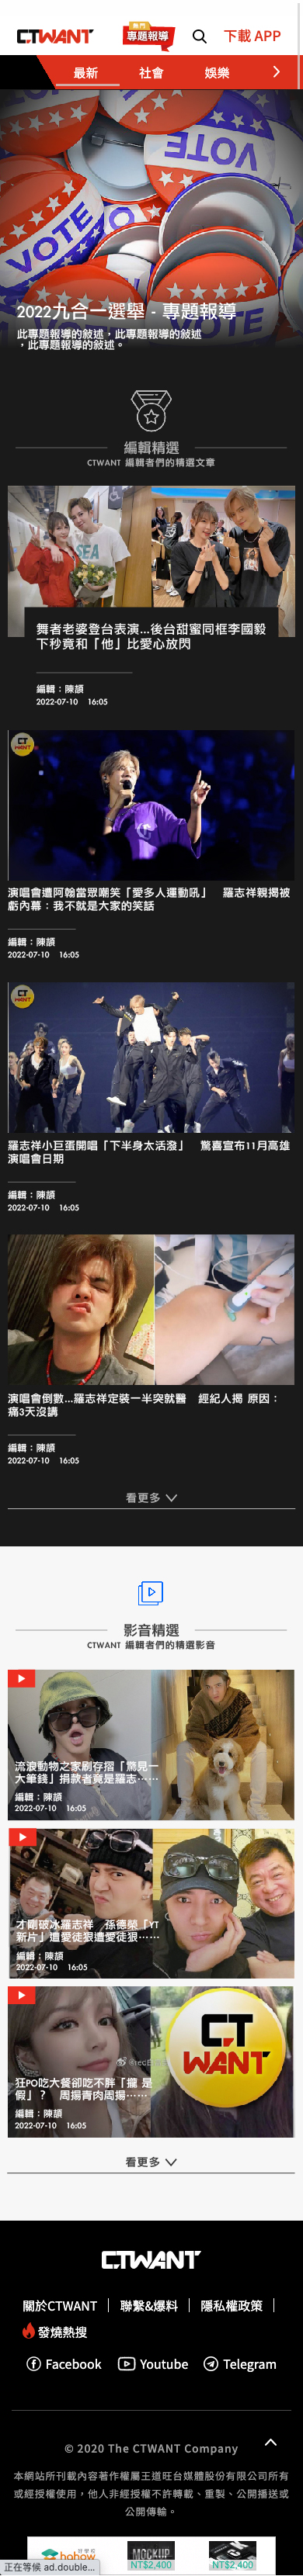 CTWANT
熱門
專題報導
下載 APP
最新 社會 娛樂
VOTE
VOTE
VOTE
VOTE
2022九合一選舉 - 專題報導
此專題報導的敘述，此專題報導的敘述
，此專題報導的敘述。
編輯精選
CTWANT 編輯者們的精選文章
舞者老婆登台表演...後台甜蜜同框李國毅
下秒竟和「他」比愛心放閃
編輯：陳頡
2022-07-10 16:05
CT
WANT
演唱會遭阿翰當眾嘲笑「愛多人運動吼」 羅志祥親揭被
虧內幕：我不就是大家的笑話
編輯：陳頡
2022-07-10 16:05
CT
WANT
羅志祥小巨蛋開唱「下半身太活潑」 驚喜宣布11月高雄
演唱會日期
編輯：陳頡
2022-07-10 16:05
演唱會倒數...羅志祥定裝一半突就醫 經紀人揭 原因：
痛3天沒講
編輯：陳頡
2022-07-10 16:05
看更多
影音精選
CTWANT 編輯者們的精選影音
流浪動物之家刷存摺「驚見一
大筆錢」捐款者竟是羅志……
編輯：陳頡
2022-07-10 16:05
才剛破冰羅志祥 孫德榮「YT
新片」遭愛徒狠遭愛徒狠……
編輯：陳頡
2022-07-10 16:05
CT
WANT
狂PO吃大餐卻吃不胖「攏 是
假」？ 周揚青肉周揚……
編輯：陳頡
2022-07-10 16:05
看更多
CTWANT
關於CTWANT 聯繫&爆料 隱私權政策
發燒熱搜
Facebook Youtube Telegram
© 2020 The CTWANT Company
本網站所刊載內容著作權屬王道旺台媒體股份有限公司所有
或經授權使用，他人非經授權不許轉載、重製、公開播送或
公開傳輸。
MOCKUP
NT$2,400 NT$2,400
正在等候 ad.double...